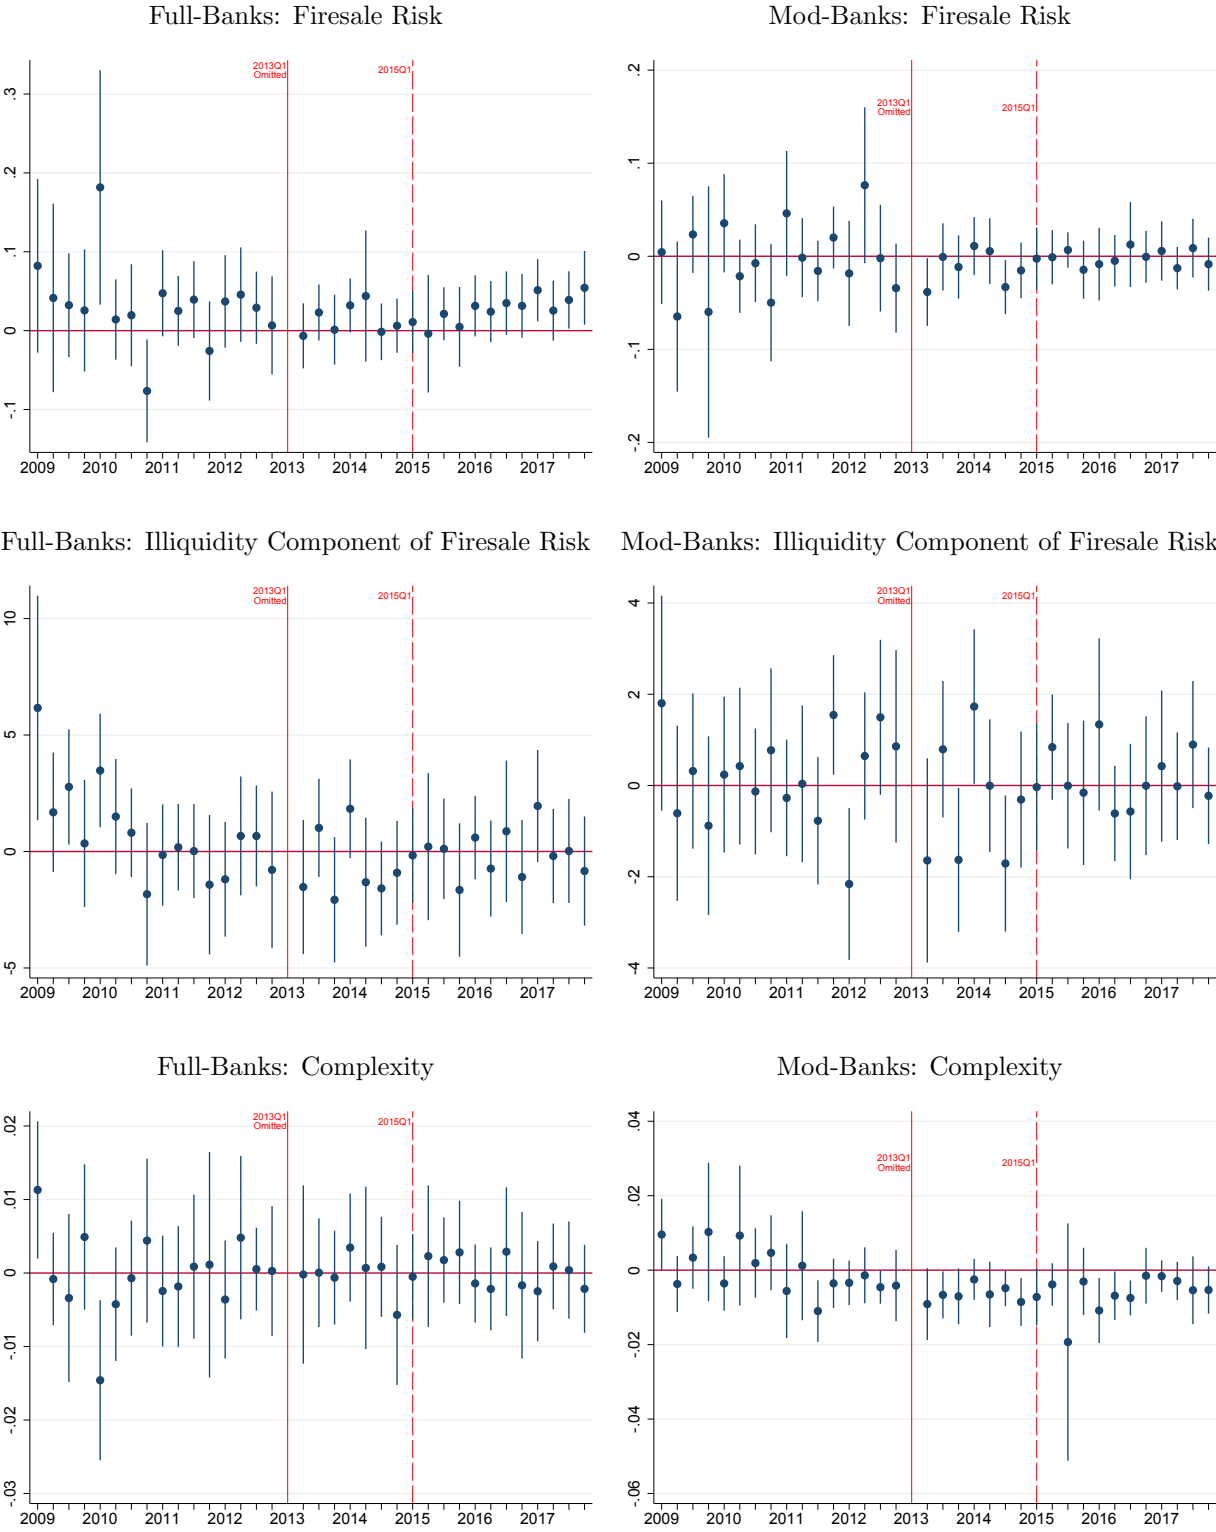 Full-Banks: Firesale Risk
Mod-Banks: Firesale Risk
2013Q1
Omitted
2015Q1
.3
.2
.1
0
-.1
2009 2010 2011 2012 2013 2014 2015 2016 2017
2013Q1
Omitted
2015Q1
.2
.1
0
-.1
-.2
2009 2010 2011 2012 2013 2014 2015 2016 2017
Full-Banks: Illiquidity Component of Firesale Risk
Mod-Banks: Illiquidity Component of Firesale Risk
2013Q1
Omitted
2015Q1
10
5
0
-5
2009 2010 2011 2012 2013 2014 2015 2016 2017
2013Q1
Omitted
2015Q1
4
2
0
-2
-4
2009 2010 2011 2012 2013 2014 2015 2016 2017
Full-Banks: Complexity
Mod-Banks: Complexity
2013Q1
Omitted
2015Q1
.02
.01
0
-.01
-.02
-.03
2009 2010 2011 2012 2013 2014 2015 2016 2017
2013Q1
Omitted
2015Q1
.04
.02
0
-.02
-.04
-.06
2009 2010 2011 2012 2013 2014 2015 2016 2017